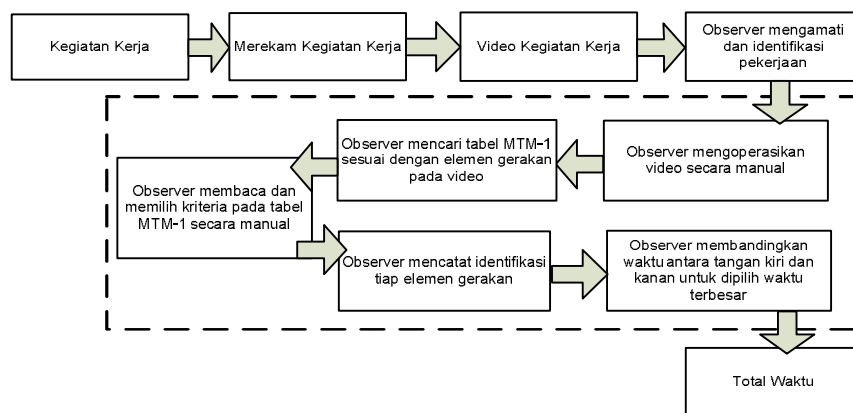 Kegiatan Kerja
Merekam Kegiatan Kerja
Video Kegiatan Kerja
Observer mengamati
dan identifikasi
pekerjaan
Observer mengoperasikan
video secara manual
Observer mencari tabel MTM-1
sesuai dengan elemen gerakan
pada video
Observer membaca dan
memilih kriteria pada tabel
MTM-1 secara manual
Observer mencatat identifikasi
tiap elemen gerakan
Observer membandingkan
waktu antara tangan kiri dan
kanan untuk dipilih waktu
terbesar
Total Waktu